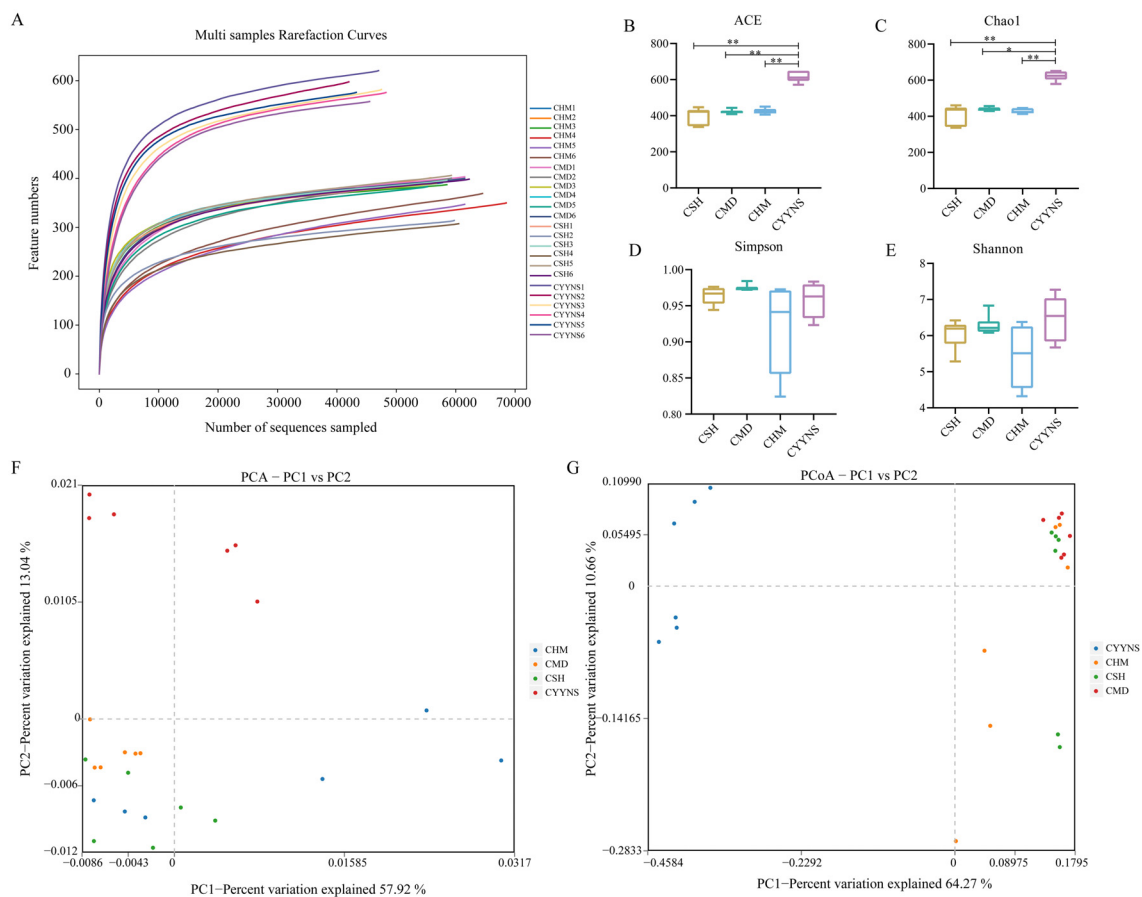 A
Multi samples Rarefaction Curves
Feature numbers
600
500
400
300
200
100
0
0 10000 20000 30000 40000 50000 60000 70000
Number of sequences sampled
CHM1
CHM2
CHM3
CHM4
CHM5
CHM6
CMD1
CMD2
CMD3
CMD4
CMD5
CMD6
CSH1
CSH2
CSH3
CSH4
CSH5
CSH6
CYYNS1
CYYNS2
CYYNS3
CYYNS4
CYYNS5
CYYNS6
B
ACE
800
600
400
200
0
**
**
**
CSH CMD CHM CYYNS
C
Chao1
800
600
400
200
0
**
*
**
CSH CMD CHM CYYNS
D
Simpson
1.00
0.95
0.90
0.85
0.80
CSH CMD CHM CYYNS
E
Shannon
8
7
6
5
4
CSH CMD CHM CYYNS
F
PCA − PC1 vs PC2
PC2−Percent variation explained 13.04 %
0.021
0.0105
0
−0.006
−0.012
−0.0086 −0.0043 0 0.01585 0.0317
PC1−Percent variation explained 57.92 %
CHM
CMD
CSH
CYYNS
G
PCoA − PC1 vs PC2
PC2−Percent variation explained 10.66 %
0.10990
0.05495
0
−0.14165
−0.2833
−0.4584 −0.2292 0 0.08975 0.1795
PC1−Percent variation explained 64.27 %
CYYNS
CHM
CSH
CMD